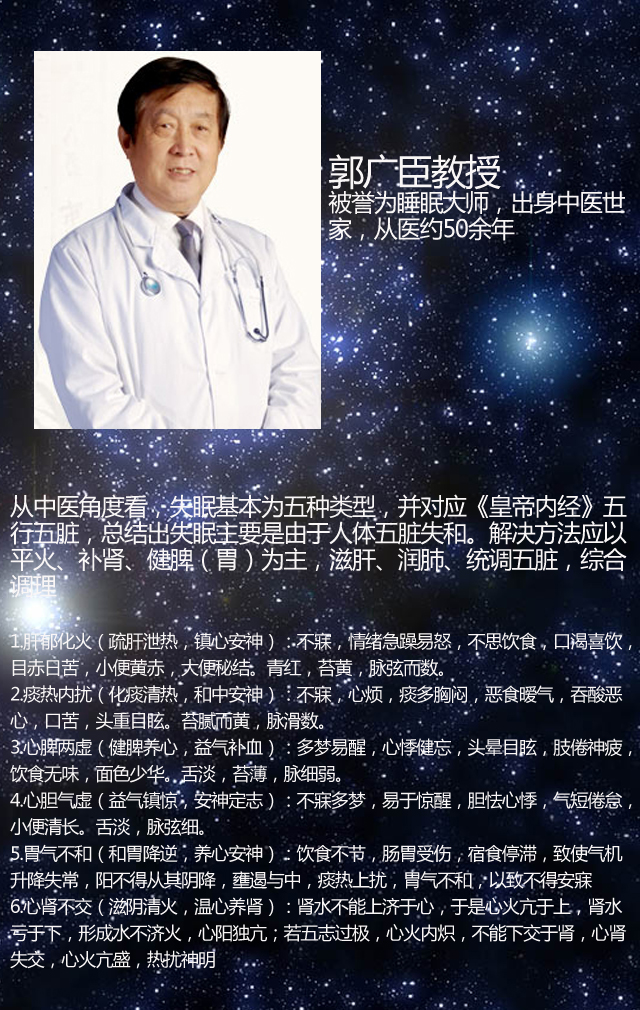 郭广臣教授
被誉为睡眠大师，出身中医世
家，从医约50余年
从中医角度看，失眠基本为五种类型，并对应《皇帝内经》五
行五脏，总结出失眠主要是由于人体五脏失和。解决方法应以
平火、补肾、健脾（胃）为主，滋肝、润肺、统调五脏，综合
调理
1.肝郁化火（疏肝泄热，镇心安神）：不寐，情绪急躁易怒，不思饮食，口渴喜饮，
目赤日苦，小便黄赤，大便秘结。青红，苔黄，脉弦而数。
2.痰热内扰（化痰清热，和中安神）：不寐，心烦，痰多胸闷，恶食暖气，吞酸恶
心，口苦，头重目眩。苔腻而黄，脉滑数。
3.心脾两虚（健脾养心，益气补血）：多梦易醒，心悸健忘，头晕目眩，肢倦神疲，
饮食无味，面色少华。舌淡，苔薄，脉细弱。
4.心胆气虚（益气镇惊，安神定志）：不寐多梦，易于惊醒，胆怯心悸，气短倦怠，
小便清长。舌淡，脉弦细。
5.胃气不和（和胃降逆，养心安神）：饮食不节，肠胃受伤，宿食停滞，致使气机
升降失常，阳不得从其阴降，壅遏与中，痰热上扰，胃气不和，以致不得安寐
6.心肾不交（滋阴清火，温心养肾）：肾水不能上济于心，于是心火亢于上，肾水
亏于下，形成水不济火，心阳独亢；若五志过极，心火内炽，不能下交于肾，心肾
失交，心火亢盛，热扰神明